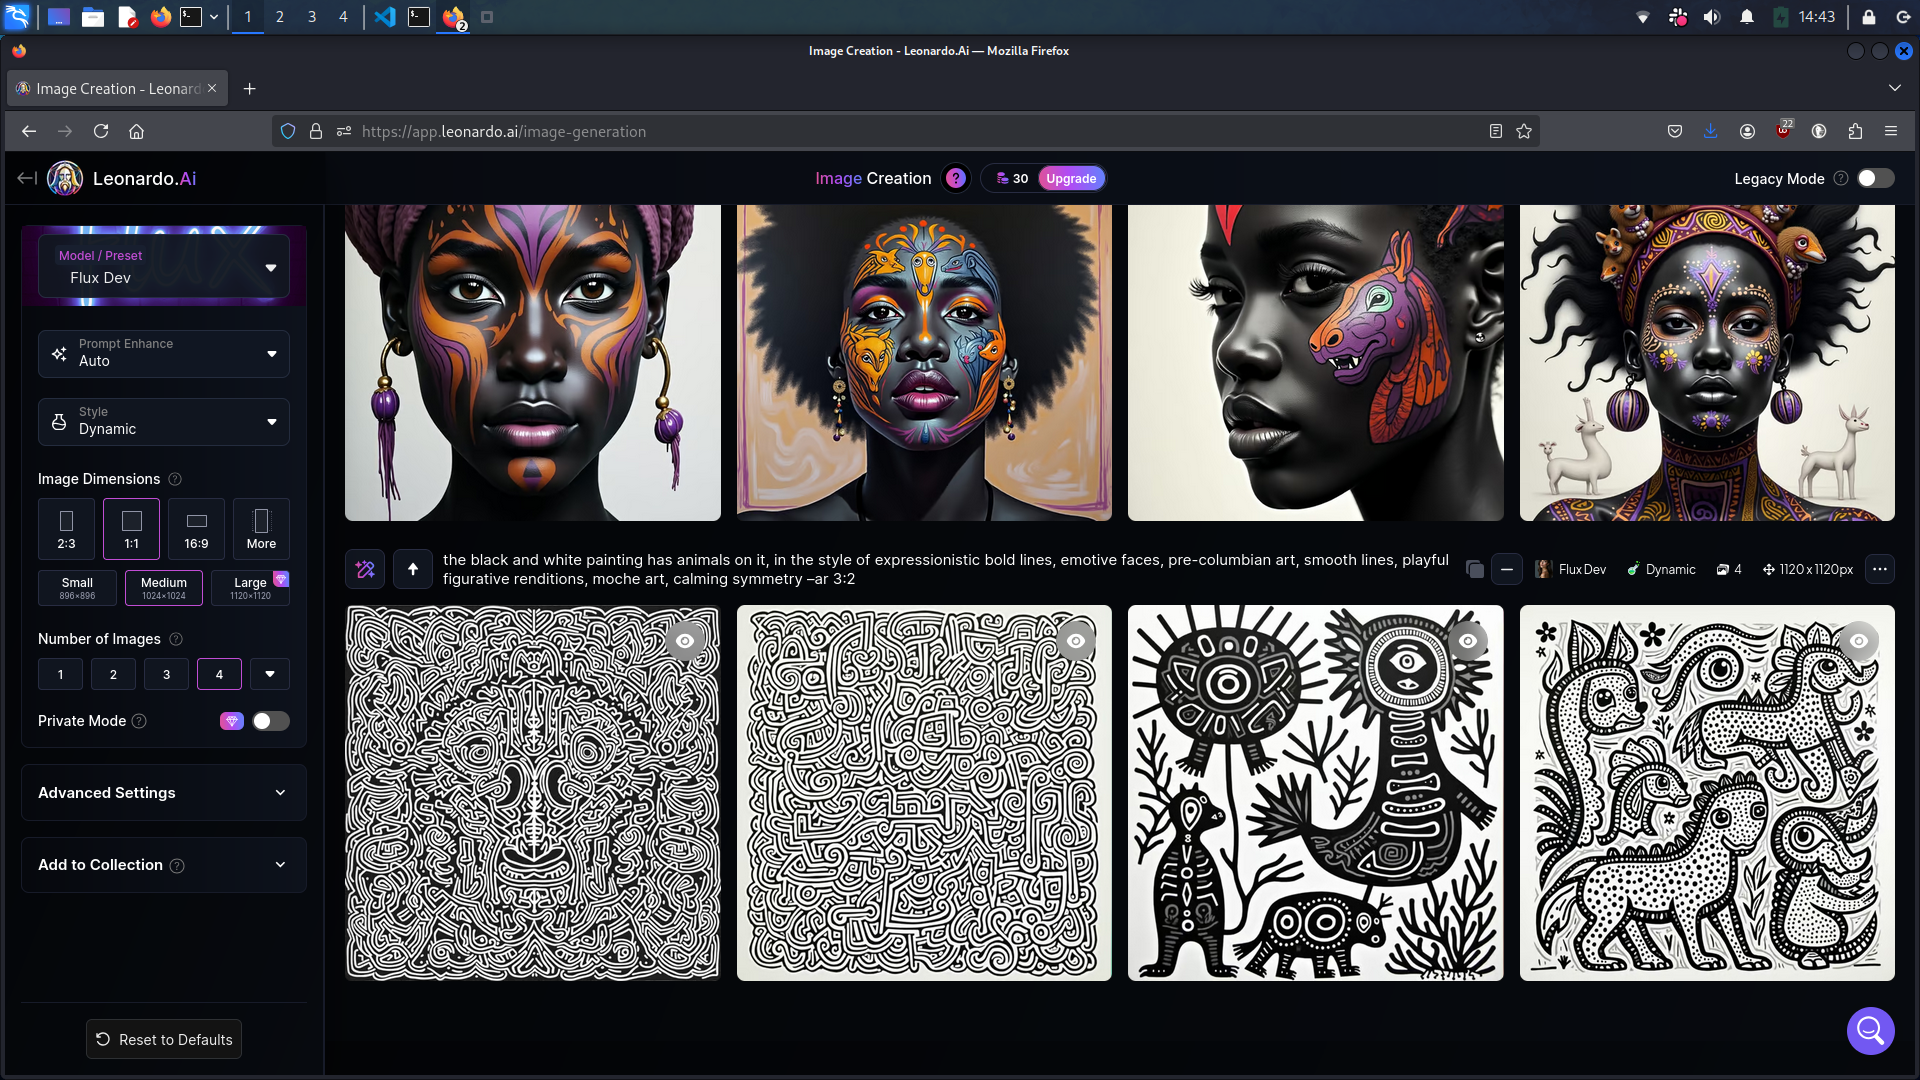 1
2
3
4
2
14:43
Image Creation - Leonardo.Ai — Mozilla Firefox
Image Creation - Leonard
https://app.leonardo.ai/image-generation
22
Leonardo.Ai
Image Creation
?
30
Upgrade
Legacy Mode ?
Model / Preset
Flux Dev
Prompt Enhance
Auto
Style
Dynamic
Image Dimensions ?
2:3
1:1
16:9
More
Small
896×896
Medium
1024×1024
Large
1120×1120
Number of Images ?
1
2
3
4
Private Mode ?
Advanced Settings
Add to Collection ?
Reset to Defaults
the black and white painting has animals on it, in the style of expressionistic bold lines, emotive faces, pre-columbian art, smooth lines, playful
figurative renditions, moche art, calming symmetry –ar 3:2
Flux Dev
Dynamic
4
1120 x 1120px